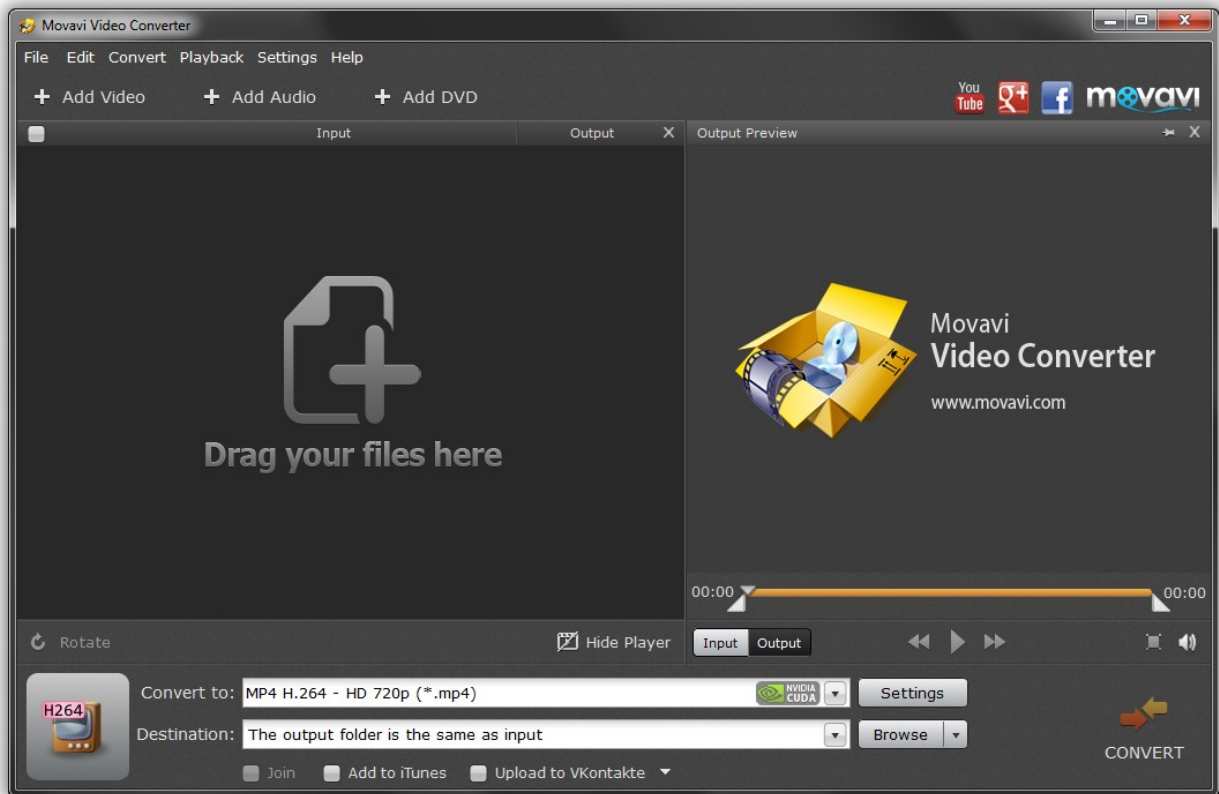 Movavi Video Converter
File Edit Convert Playback Settings Help
+ Add Video + Add Audio + Add DVD
You Tube g+ f movavi
Input Output X Output Preview X
Drag your files here
Movavi
Video Converter
www.movavi.com
00:00 00:00
Rotate Hide Player Input Output
H264
Convert to: MP4 H.264 - HD 720p (*.mp4) NVIDIA CUDA Settings
Destination: The output folder is the same as input Browse
CONVERT
Join Add to iTunes Upload to VKontakte